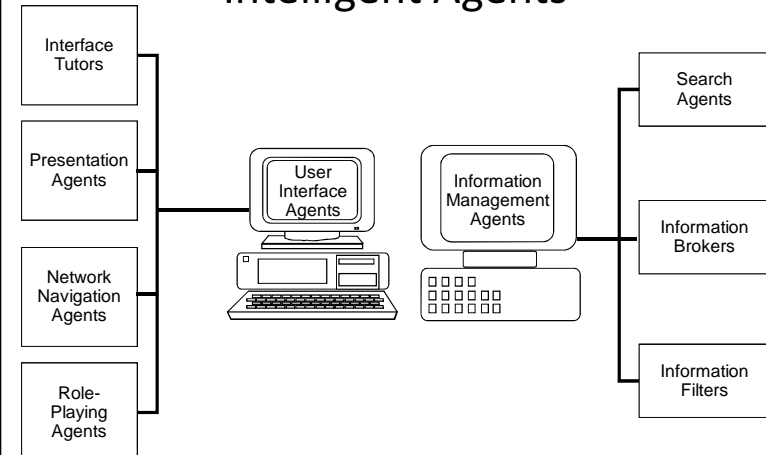 Intelligent Agents
Interface
Tutors
Presentation
Agents
Network
Navigation
Agents
Role-
Playing
Agents
User
Interface
Agents
Information
Management
Agents
Search
Agents
Information
Brokers
Information
Filters